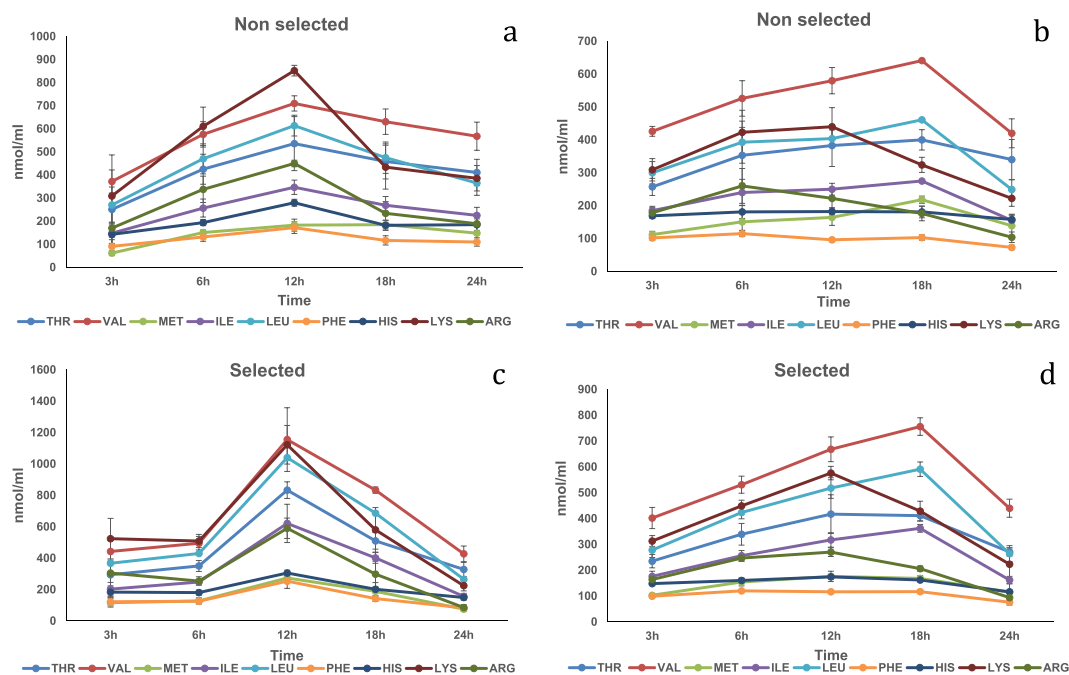 Non selected
a
1000
900
800
700
600
500
400
300
200
100
0
nmol/ml
3h 6h 12h 18h 24h
Time
THR VAL MET ILE LEU PHE HIS LYS ARG
Non selected
b
700
600
500
400
300
200
100
0
nmol/ml
3h 6h 12h 18h 24h
Time
THR VAL MET ILE LEU PHE HIS LYS ARG
Selected
c
1600
1400
1200
1000
800
600
400
200
0
nmol/ml
3h 6h 12h 18h 24h
Time
THR VAL MET ILE LEU PHE HIS LYS ARG
Selected
d
900
800
700
600
500
400
300
200
100
0
nmol/ml
3h 6h 12h 18h 24h
Time
THR VAL MET ILE LEU PHE HIS LYS ARG